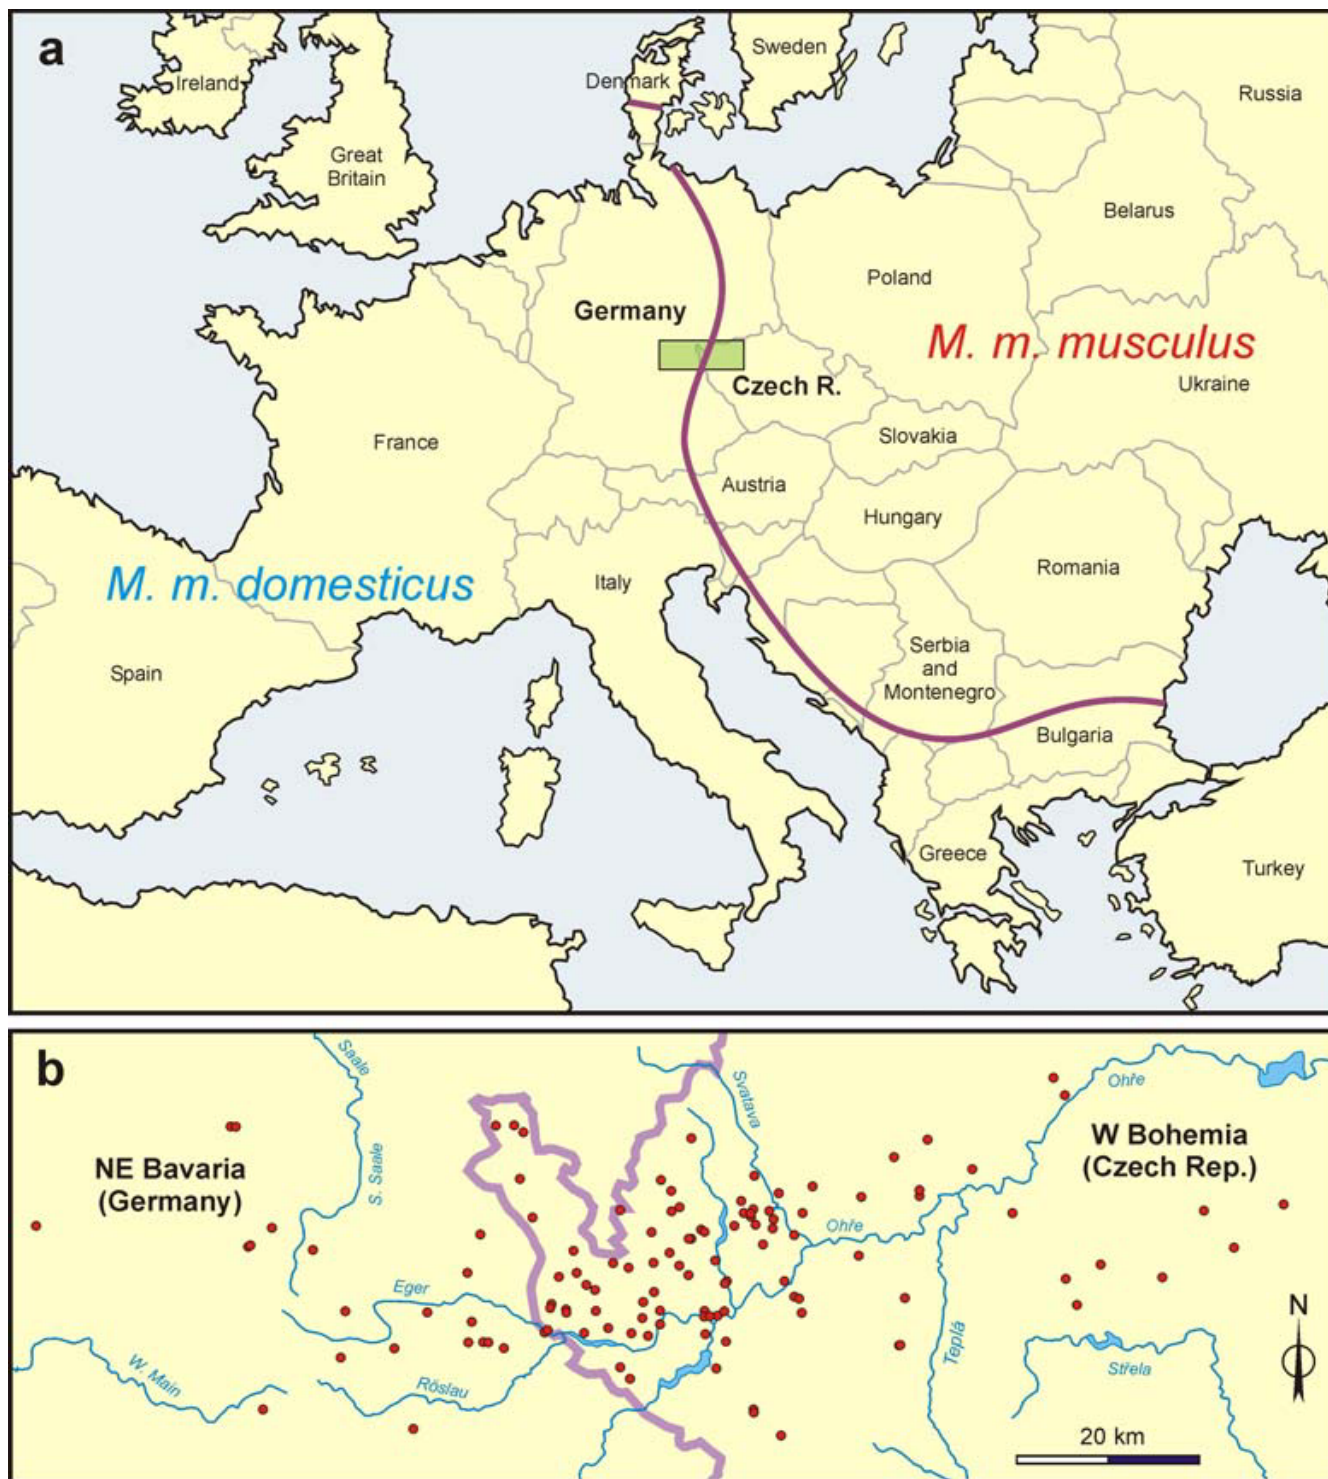 a
Sweden
Ireland
Denmark
Russia
Great
Britain
Belarus
Poland
Germany
M. m. musculus
Czech R.
Ukraine
France
Slovakia
Austria
Hungary
M. m. domesticus
Italy
Romania
Spain
Serbia
and
Montenegro
Bulgaria
Greece
Turkey
b
Saale
Svatava
Ohře
NE Bavaria
(Germany)
W Bohemia
(Czech Rep.)
S. Saale
Ohře
Eger
N
Teplá
W. Main
Röslau
Střela
20 km